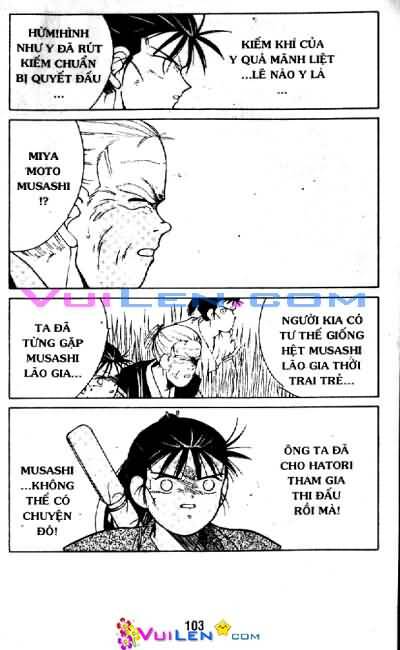 HỪM!HÌNH
NHƯ Y ĐÃ RÚT
KIẾM CHUẨN
BỊ QUYẾT ĐẤU
...
KIẾM KHÍ CỦA
Y QUẢ MÃNH LIỆT
...LẼ NÀO Y LÀ
...
MIYA
MOTO
MUSASHI
!?
TA ĐÃ
TỪNG GẶP
MUSASHI
LÃO GIA...
NGƯỜI KIA CÓ
TƯ THẾ GIỐNG
HỆT MUSASHI
LÃO GIA THỜI
TRAI TRẺ...
VUILEN.COM
MUSASHI
...KHÔNG
THỂ CÓ
CHUYỆN
ĐÓ!
ÔNG TA ĐÃ
CHO HATORI
THAM GIA
THI ĐẤU
RỒI MÀ!
103
VUILEN.COM